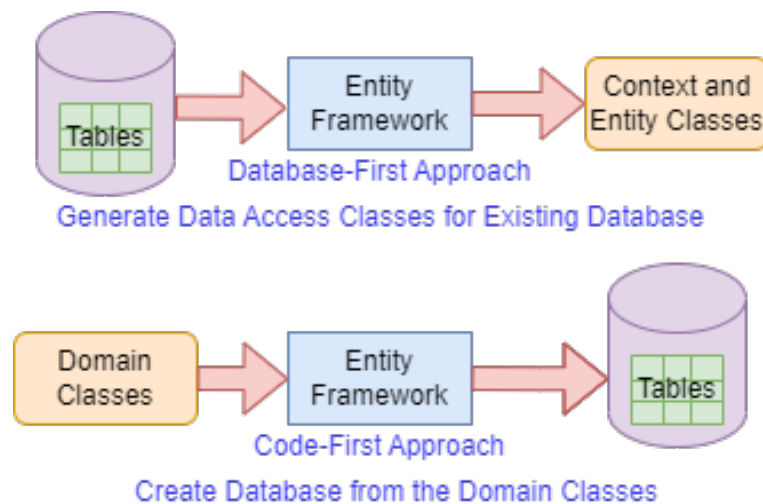 Tables
Entity
Framework
Context and
Entity Classes
Database-First Approach
Generate Data Access Classes for Existing Database
Domain
Classes
Entity
Framework
Tables
Code-First Approach
Create Database from the Domain Classes